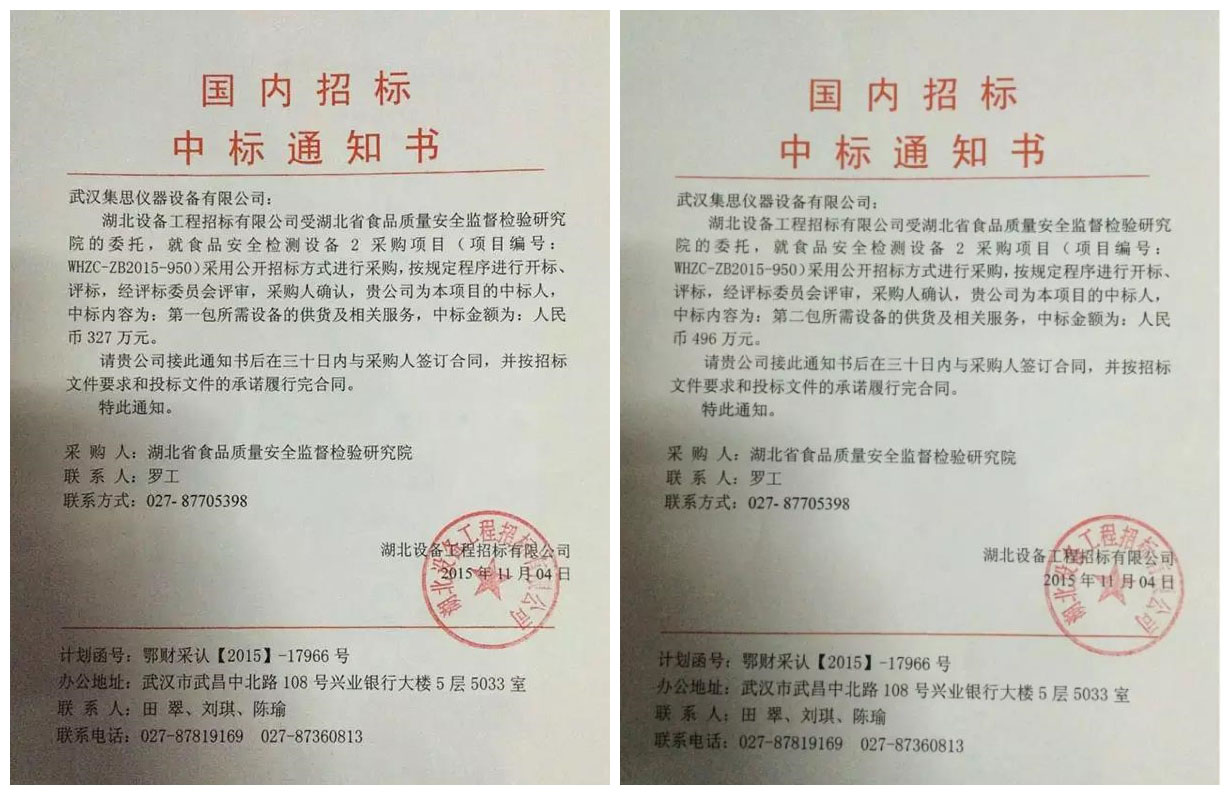 国内招标
中标通知书
武汉集思仪器设备有限公司：
湖北设备工程招标有限公司受湖北省食品质量安全监督检验研究
院的委托，就食品安全检测设备 2 采购项目（项目编号：
WHZC-ZB2015-950）采用公开招标方式进行采购，按规定程序进行开标、
评标，经评标委员会评审，采购人确认，贵公司为本项目的中标人，
中标内容为：第一包所需设备的供货及相关服务，中标金额为：人民
币 327 万元。
请贵公司接此通知书后在三十日内与采购人签订合同，并按招标
文件要求和投标文件的承诺履行完合同。
特此通知。
采 购 人：湖北省食品质量安全监督检验研究院
联 系 人：罗工
联系方式：027- 87705398
湖北设备工程招标有限公司
2015 年 11 月 04 日
湖北设备工程招标有限公司
计划函号：鄂财采认【2015】-17966 号
办公地址：武汉市武昌中北路 108 号兴业银行大楼 5 层 5033 室
联 系 人：田 翠、刘琪、陈瑜
联系电话：027-87819169 027-87360813
国内招标
中标通知书
武汉集思仪器设备有限公司：
湖北设备工程招标有限公司受湖北省食品质量安全监督检验研究
院的委托，就食品安全检测设备 2 采购项目（项目编号：
WHZC-ZB2015-950）采用公开招标方式进行采购，按规定程序进行开标、
评标，经评标委员会评审，采购人确认，贵公司为本项目的中标人，
中标内容为：第二包所需设备的供货及相关服务，中标金额为：人民
币 496 万元。
请贵公司接此通知书后在三十日内与采购人签订合同，并按招标
文件要求和投标文件的承诺履行完合同。
特此通知。
采 购 人：湖北省食品质量安全监督检验研究院
联 系 人：罗工
联系方式：027- 87705398
湖北设备工程招标有限公司
2015 年 11 月 04 日
湖北设备工程招标有限公司
计划函号：鄂财采认【2015】-17966 号
办公地址：武汉市武昌中北路 108 号兴业银行大楼 5 层 5033 室
联 系 人：田 翠、刘琪、陈瑜
联系电话：027-87819169 027-87360813